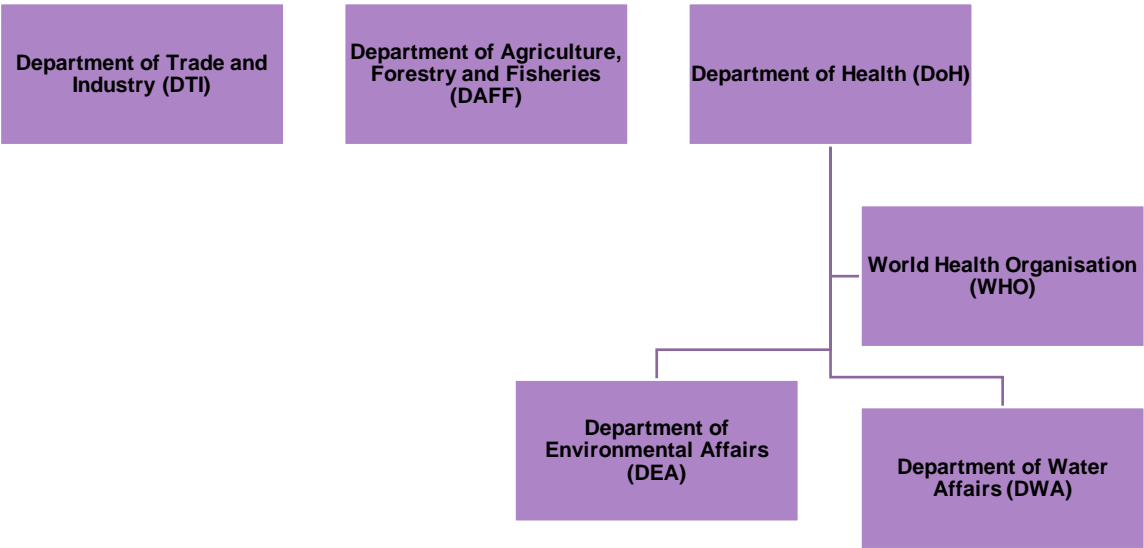 Department of Trade and
Industry (DTI)
Department of Agriculture,
Forestry and Fisheries
(DAFF)
Department of Health (DoH)
World Health Organisation
(WHO)
Department of
Environmental Affairs
(DEA)
Department of Water
Affairs (DWA)